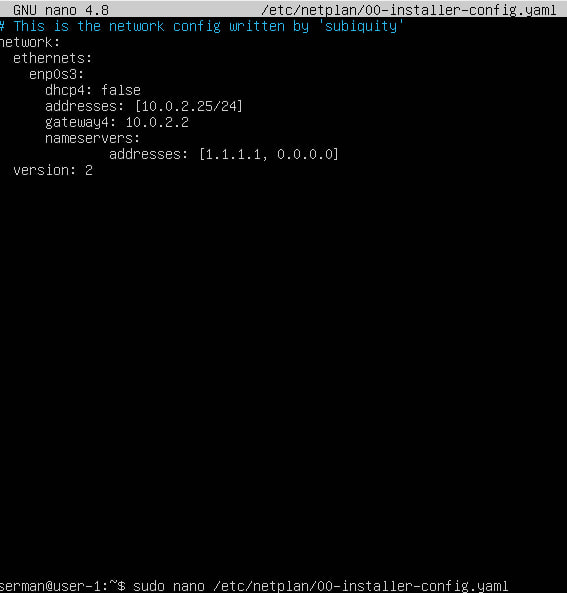 GNU nano 4.8 /etc/netplan/00-installer-config.yaml
# This is the network config written by 'subiquity'
network:
  ethernets:
    enp0s3:
      dhcp4: false
      addresses: [10.0.2.25/24]
      gateway4: 10.0.2.2
      nameservers:
              addresses: [1.1.1.1, 0.0.0.0]
  version: 2
serman@user-1:~$ sudo nano /etc/netplan/00-installer-config.yaml